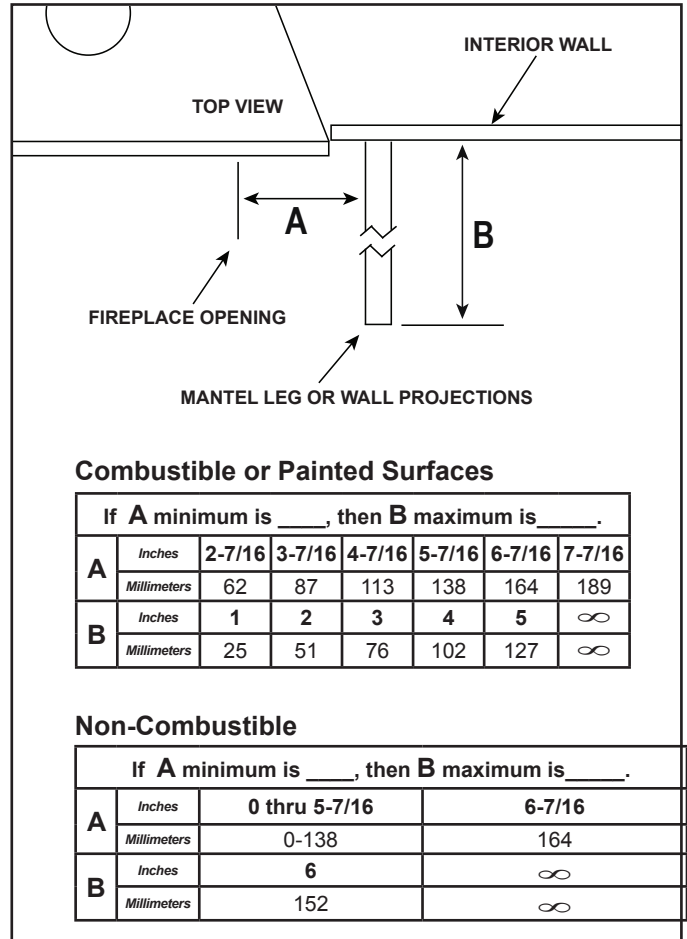 INTERIOR WALL
TOP VIEW
A
B
FIREPLACE OPENING
MANTEL LEG OR WALL PROJECTIONS
Combustible or Painted Surfaces
If A minimum is ____, then B maximum is_____.
A Inches 2-7/16 3-7/16 4-7/16 5-7/16 6-7/16 7-7/16
Millimeters 62 87 113 138 164 189
B Inches 1 2 3 4 5 ∞
Millimeters 25 51 76 102 127 ∞
Non-Combustible
If A minimum is ____, then B maximum is_____.
A Inches 0 thru 5-7/16 6-7/16
Millimeters 0-138 164
B Inches 6 ∞
Millimeters 152 ∞